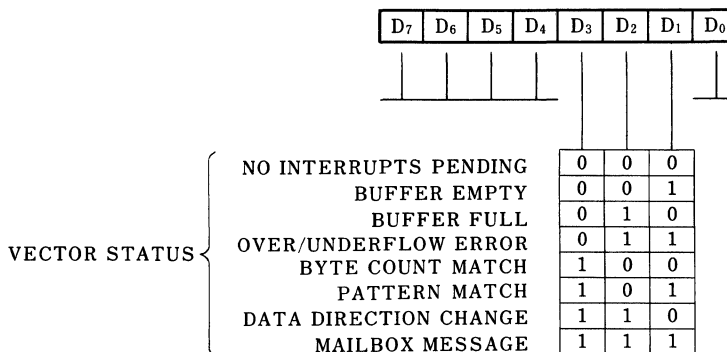 D7 D6 D5 D4 D3 D2 D1 D0
NO INTERRUPTS PENDING 0 0 0
BUFFER EMPTY 0 0 1
BUFFER FULL 0 1 0
VECTOR STATUS OVER/UNDERFLOW ERROR 0 1 1
BYTE COUNT MATCH 1 0 0
PATTERN MATCH 1 0 1
DATA DIRECTION CHANGE 1 1 0
MAILBOX MESSAGE 1 1 1